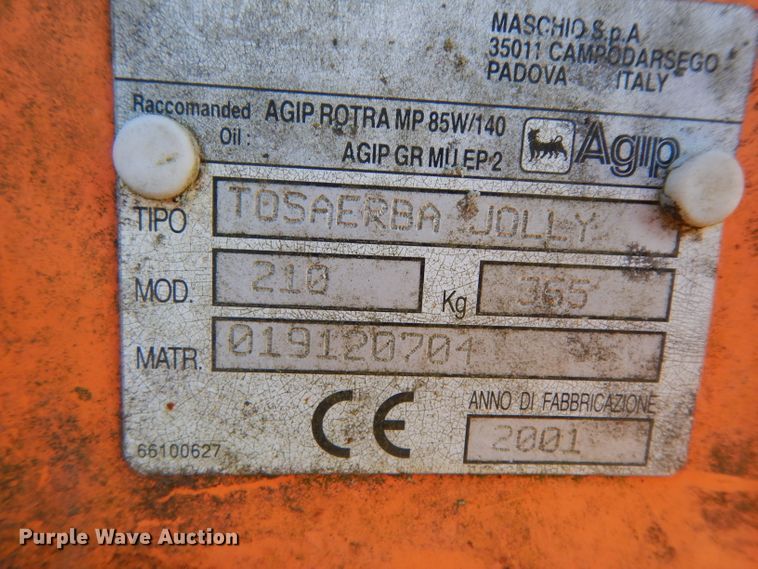 MASCHIO S.p.A
35011 CAMPODARSEGO
PADOVA ITALY
Raccomanded Oil : AGIP ROTRA MP 85W/140
AGIP GR MU EP 2
Agip
TIPO TOSAERBA JOLLY
MOD. 210 Kg 365
MATR. 019120704
CE
ANNO DI FABBRICAZIONE
2001
66100627
Purple Wave Auction